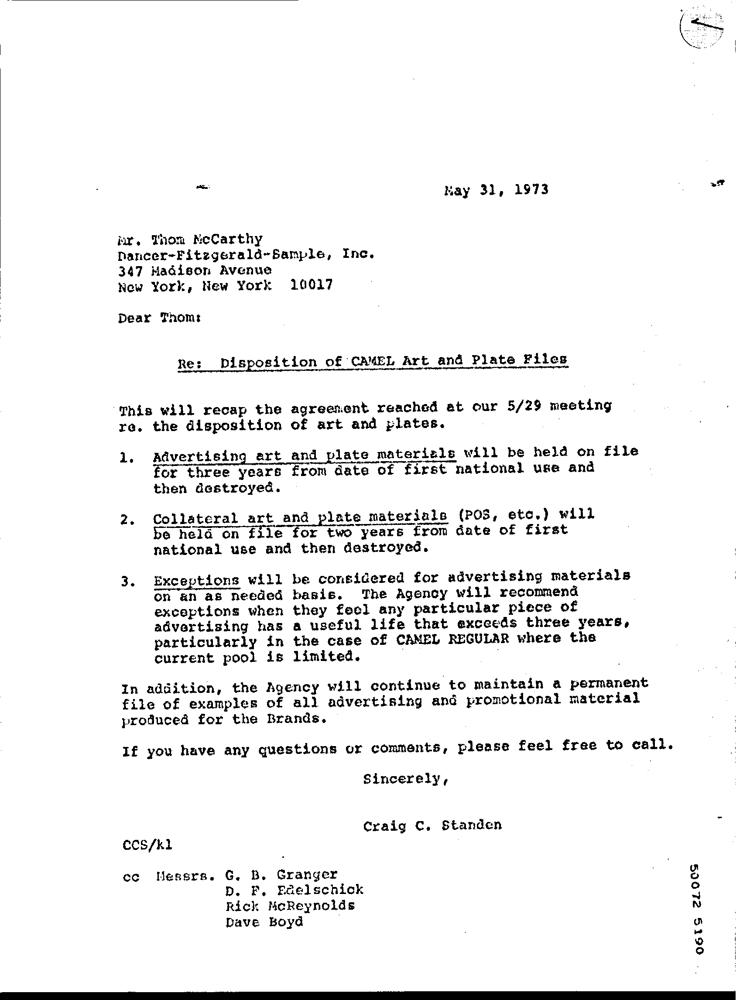 May 31, 1973
Mr. Thom McCarthy
Dancer-Fitzgerald-Sample, Inc.
347 Madison Avenue
New York, New York 10017
Dear Thom:
Re: Disposition of CAMEL Art and Plate Files
This will recap the agreement reached at our 5/29 meeting
re. the disposition of art and plates.
1. Advertising art and plate materials will be held on file
for three years from date of first national use and
then destroyed.
2. Collateral art and plate materials (POS, etc.) will
be held on file for two years from date of first
national use and then destroyed.
3. Exceptions will be considered for advertising materials
on an as needed basis. The Agency will recommend
exceptions when they feel any particular piece of
advertising has a useful life that exceeds three years,
particularly in the case of CAMEL REGULAR where the
current pool is limited.
In addition, the Agency will continue to maintain a permanent
file of examples of all advertising and promotional material
produced for the Brands.
If you have any questions or comments, please feel free to call.
Sincerely,
Craig C. Standen
CCS/kl
cc Messrs. G. B. Granger
D. F. Edelschick
Rick McReynolds
Dave Boyd
50072 5190